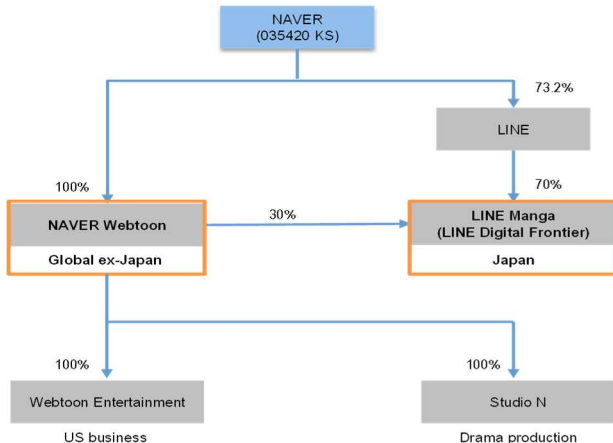 NAVER
(035420 KS)
73.2%
LINE
100%
70%
NAVER Webtoon
30%
LINE Manga
(LINE Digital Frontier)
Global ex-Japan
Japan
100%
100%
Webtoon Entertainment
Studio N
US business
Drama production